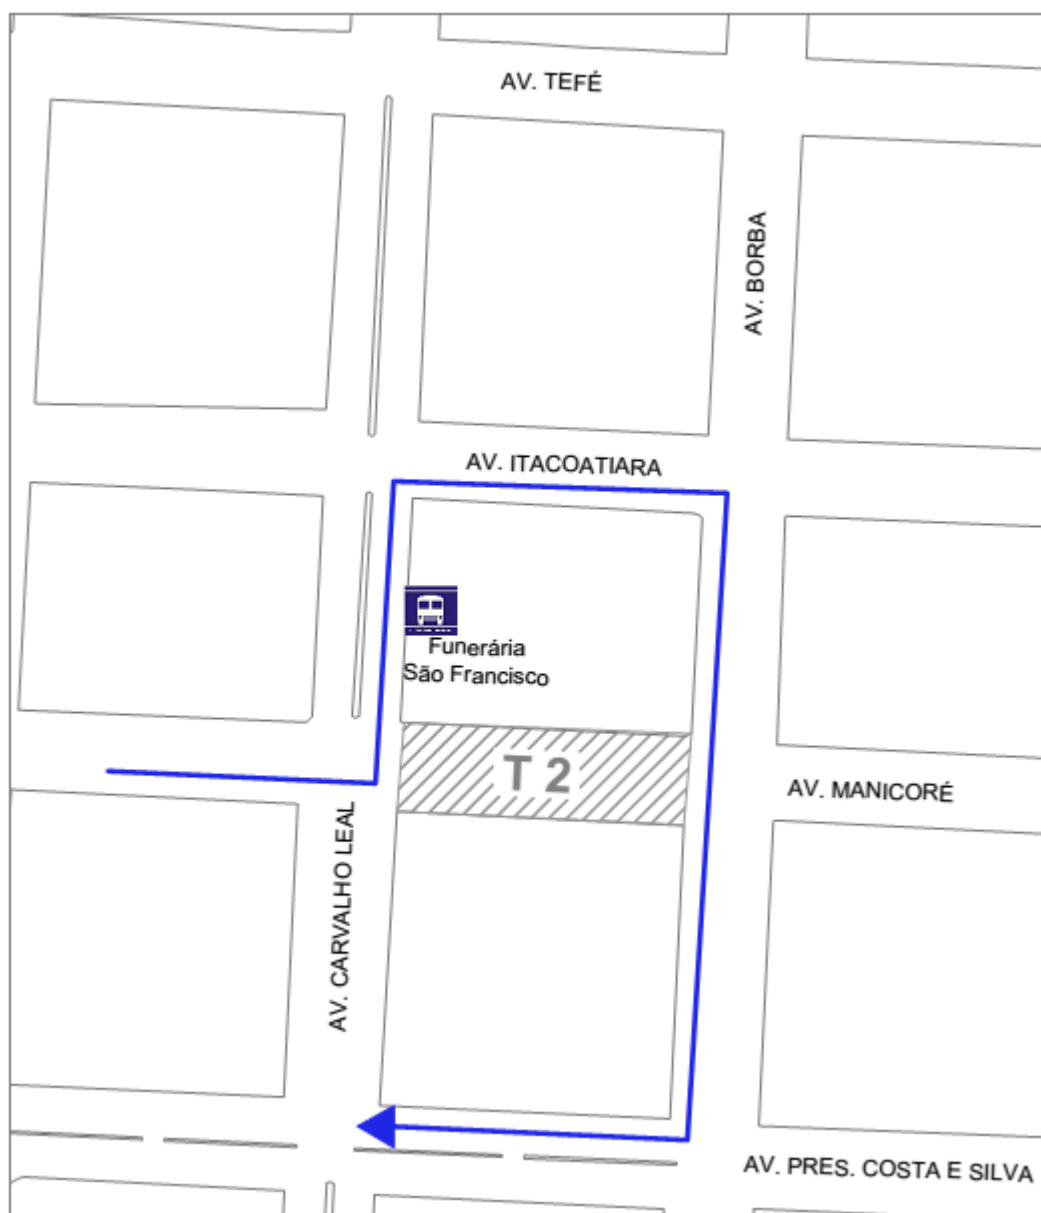 AV. TEFÉ
AV. BORBA
AV. ITACOATIARA
Funerária
São Francisco
T 2
AV. MANICORÉ
AV. CARVALHO LEAL
AV. PRES. COSTA E SILVA